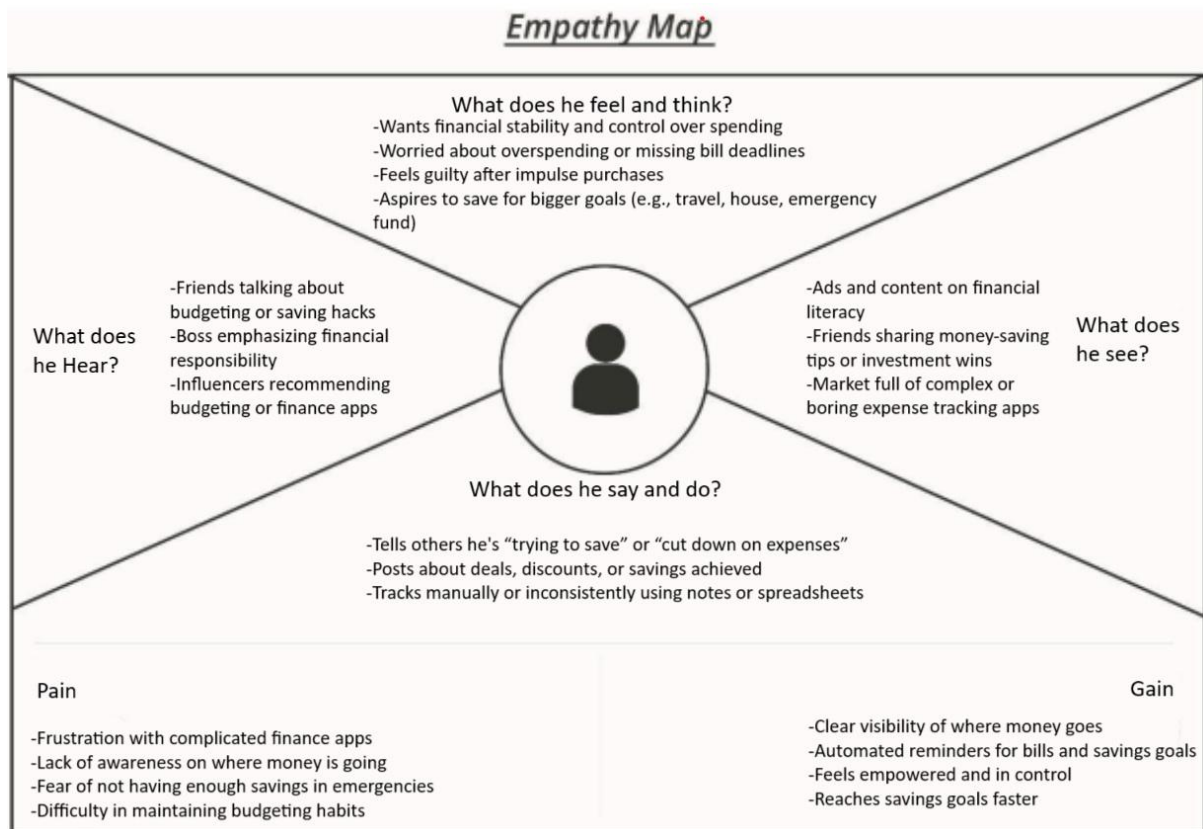 Empathy Map
What does he feel and think?
-Wants financial stability and control over spending
-Worried about overspending or missing bill deadlines
-Feels guilty after impulse purchases
-Aspires to save for bigger goals (e.g., travel, house, emergency
fund)
What does
he Hear?
-Friends talking about
budgeting or saving hacks
-Boss emphasizing financial
responsibility
-Influencers recommending
budgeting or finance apps
-Ads and content on financial
literacy
-Friends sharing money-saving
tips or investment wins
-Market full of complex or
boring expense tracking apps
What does
he see?
What does he say and do?
-Tells others he's “trying to save” or “cut down on expenses”
-Posts about deals, discounts, or savings achieved
-Tracks manually or inconsistently using notes or spreadsheets
Pain
-Frustration with complicated finance apps
-Lack of awareness on where money is going
-Fear of not having enough savings in emergencies
-Difficulty in maintaining budgeting habits
Gain
-Clear visibility of where money goes
-Automated reminders for bills and savings goals
-Feels empowered and in control
-Reaches savings goals faster